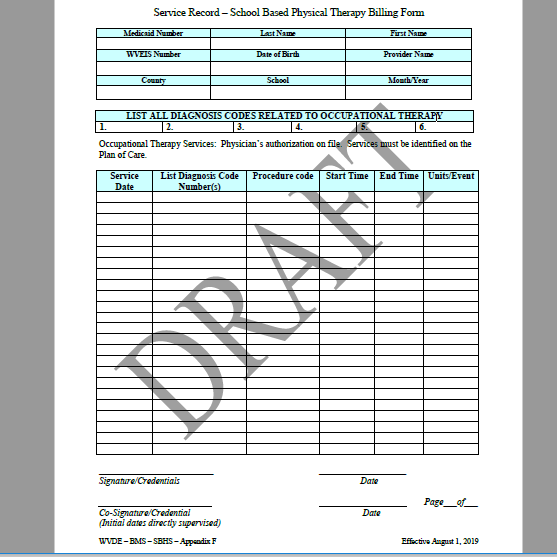 Service Record – School Based Physical Therapy Billing Form
Medicaid Number Last Name First Name
WVEIS Number Date of Birth Provider Name
County School Month/Year
LIST ALL DIAGNOSIS CODES RELATED TO OCCUPATIONAL THERAPY
1. 2. 3. 4. 5. 6.
Occupational Therapy Services: Physician's authorization on file. Services must be identified on the
Plan of Care.
Service List Diagnosis Code Procedure code Start Time End Time Units/Event
Date Number(s)
DRAFT
Signature/Credentials Date
Page___of___
Co-Signature/Credential Date
(Initial dates directly supervised)
WVDE – BMS – SBHS – Appendix F Effective August 1, 2019